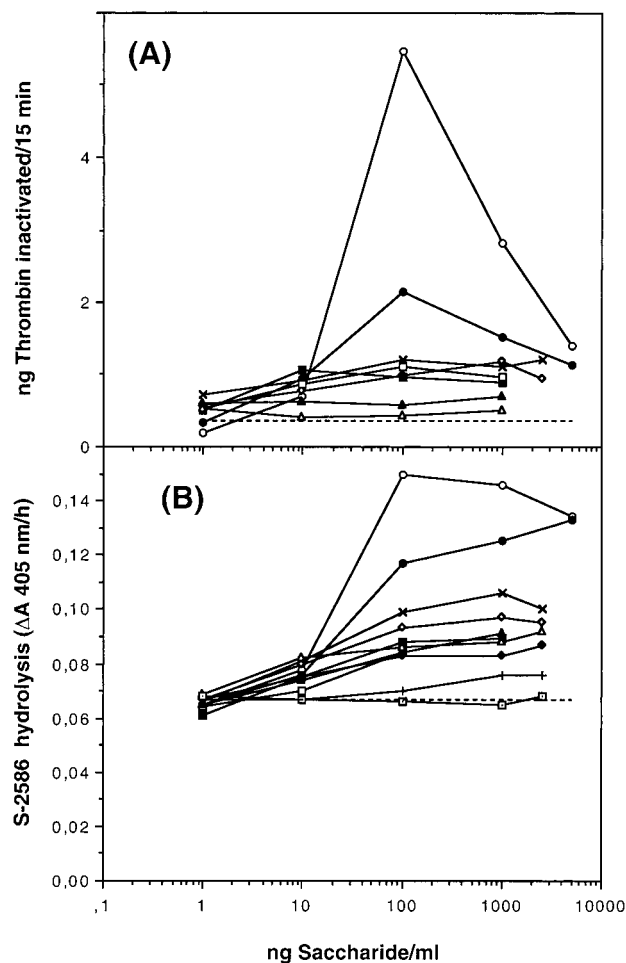 (A)
ng Thrombin inactivated/15 min
4
2
0
(B)
S-2586 hydrolysis (ΔA 405 nm/h)
0,14
0,12
0,10
0,08
0,06
0,04
0,02
0,00
,1 1 10 100 1000 10000
ng Saccharide/ml